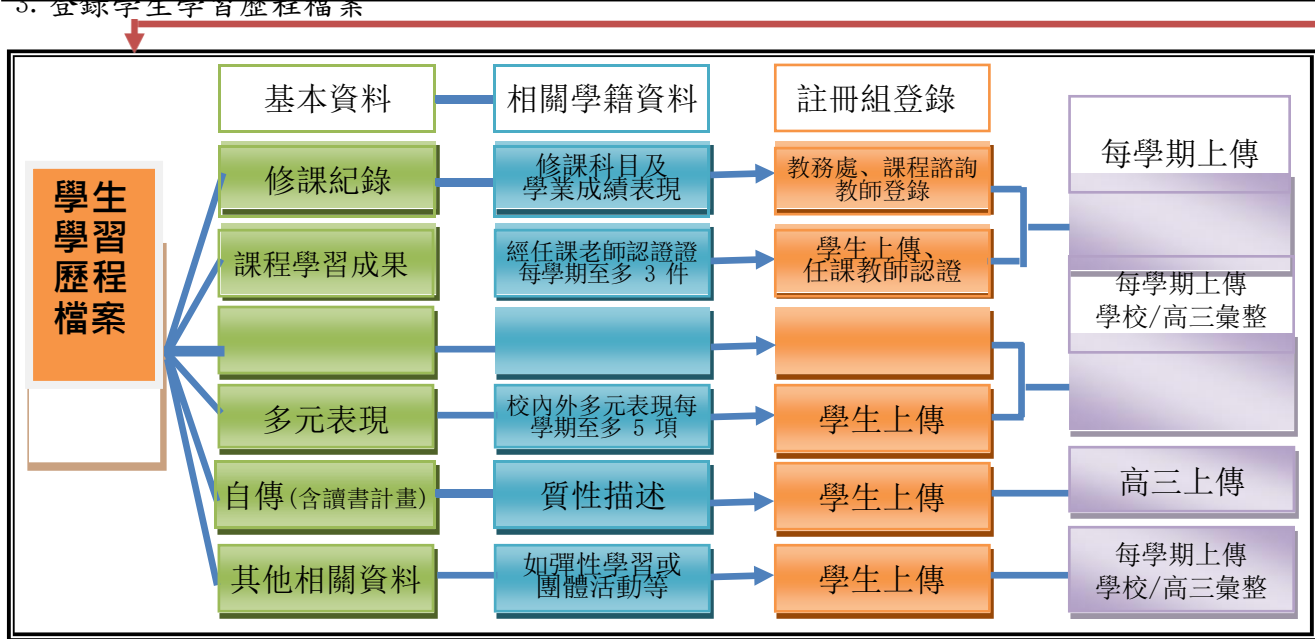 3. 登錄學生學習歷程檔案
基本資料
相關學籍資料
註冊組登錄
每學期上傳
學生
學習
歷程
檔案
修課紀錄
修課科目及
學業成績表現
教務處、課程諮詢
教師登錄
課程學習成果
經任課老師認證證
每學期至多 3 件
學生上傳、
任課教師認證
每學期上傳
學校/高三彙整
多元表現
校內外多元表現每
學期至多 5 項
學生上傳
自傳(含讀書計畫)
質性描述
學生上傳
高三上傳
其他相關資料
如彈性學習或
團體活動等
學生上傳
每學期上傳
學校/高三彙整